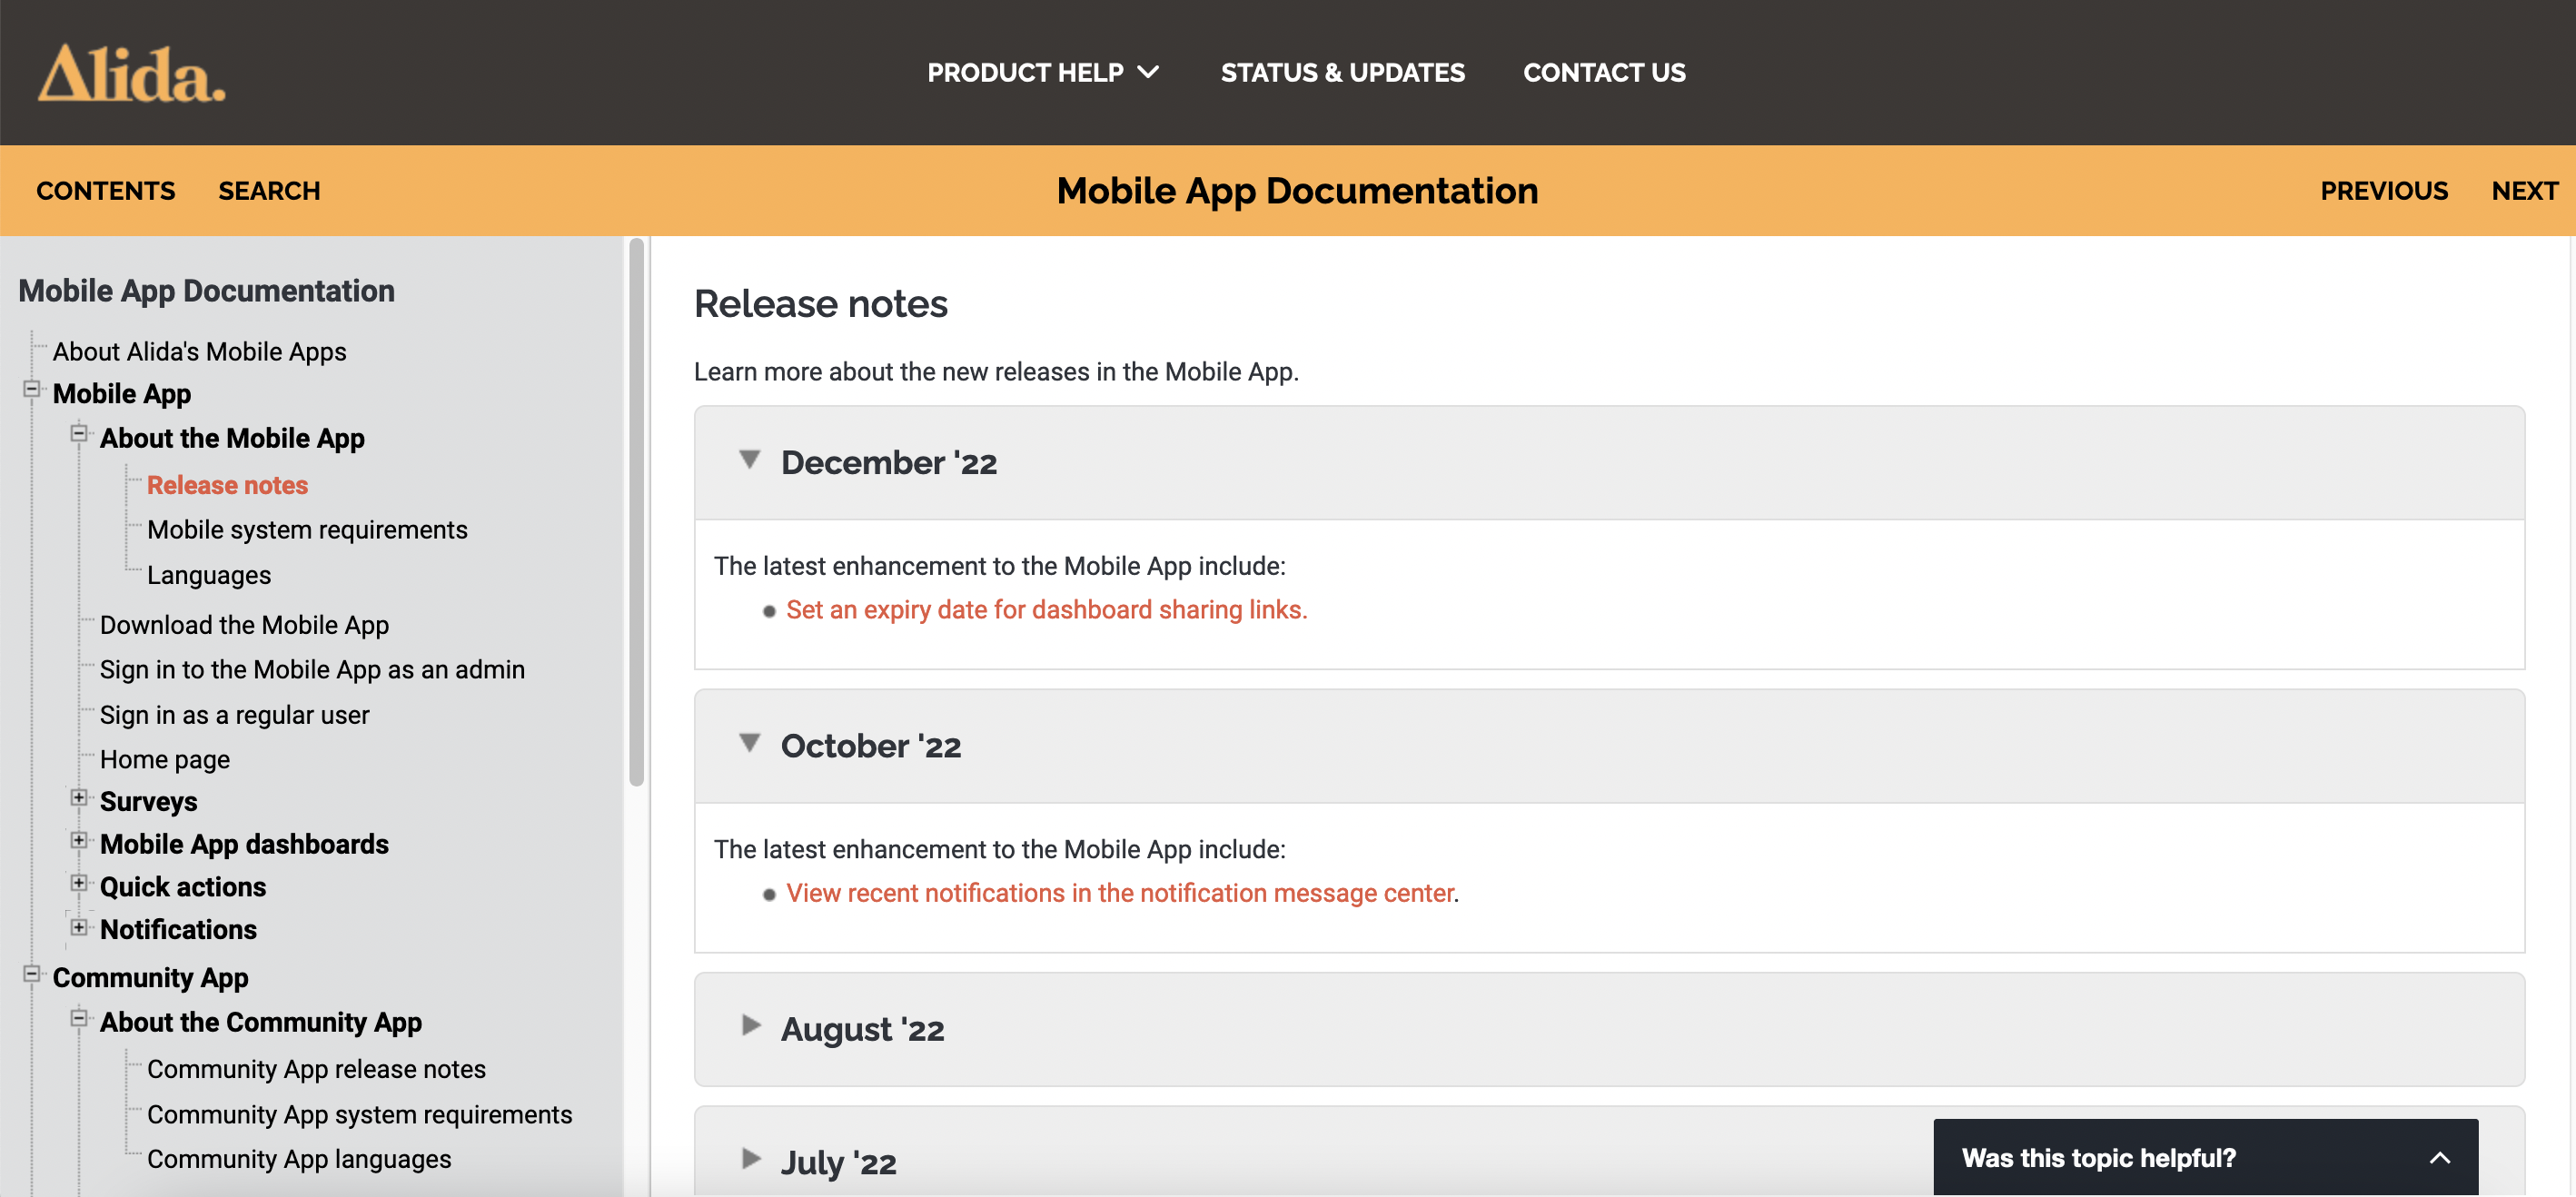 Alida.
PRODUCT HELP
STATUS & UPDATES
CONTACT US
CONTENTS
SEARCH
Mobile App Documentation
PREVIOUS
NEXT
Mobile App Documentation
About Alida's Mobile Apps
Mobile App
About the Mobile App
Release notes
Mobile system requirements
Languages
Download the Mobile App
Sign in to the Mobile App as an admin
Sign in as a regular user
Home page
Surveys
Mobile App dashboards
Quick actions
Notifications
Community App
About the Community App
Community App release notes
Community App system requirements
Community App languages
Release notes
Learn more about the new releases in the Mobile App.
December '22
The latest enhancement to the Mobile App include:
Set an expiry date for dashboard sharing links.
October '22
The latest enhancement to the Mobile App include:
View recent notifications in the notification message center.
August '22
July '22
Was this topic helpful?